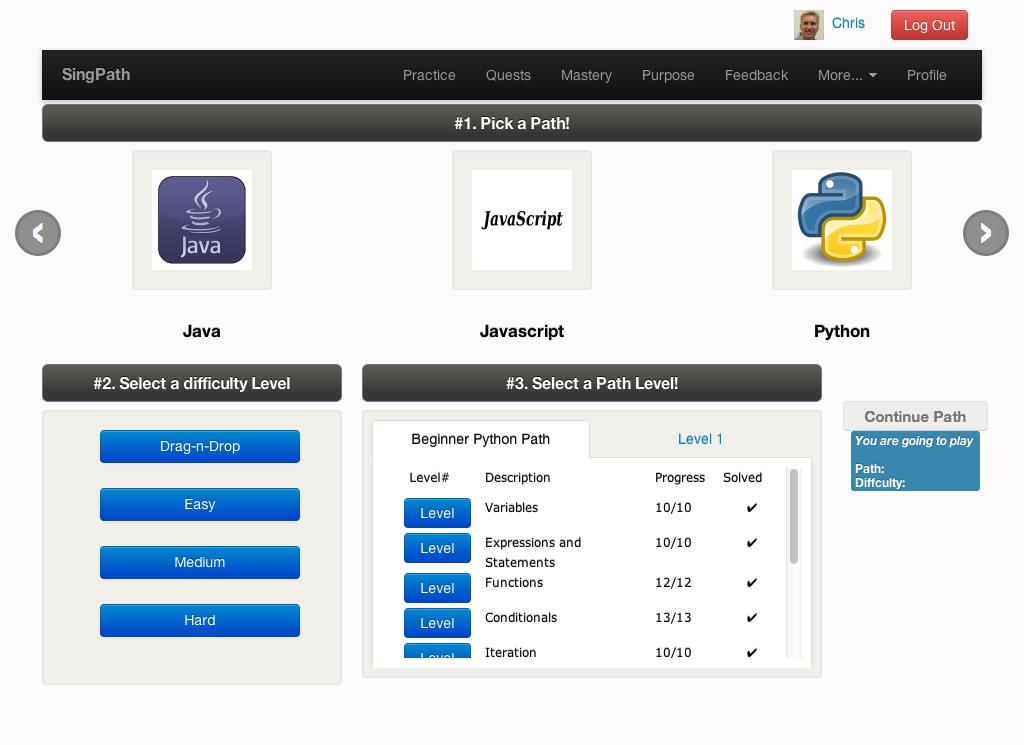 Chris
Log Out
SingPath
Practice
Quests
Mastery
Purpose
Feedback
More...
Profile
#1. Pick a Path!
Java
JavaScript
Java
Javascript
Python
#2. Select a difficulty Level
#3. Select a Path Level!
Drag-n-Drop
Easy
Medium
Hard
Beginner Python Path
Level 1
Level# Description Progress Solved
Level Variables 10/10 ✔
Level Expressions and 10/10 ✔
Statements
Level Functions 12/12 ✔
Level Conditionals 13/13 ✔
Level Iteration 10/10 ✔
Continue Path
You are going to play
Path:
Diffculty: